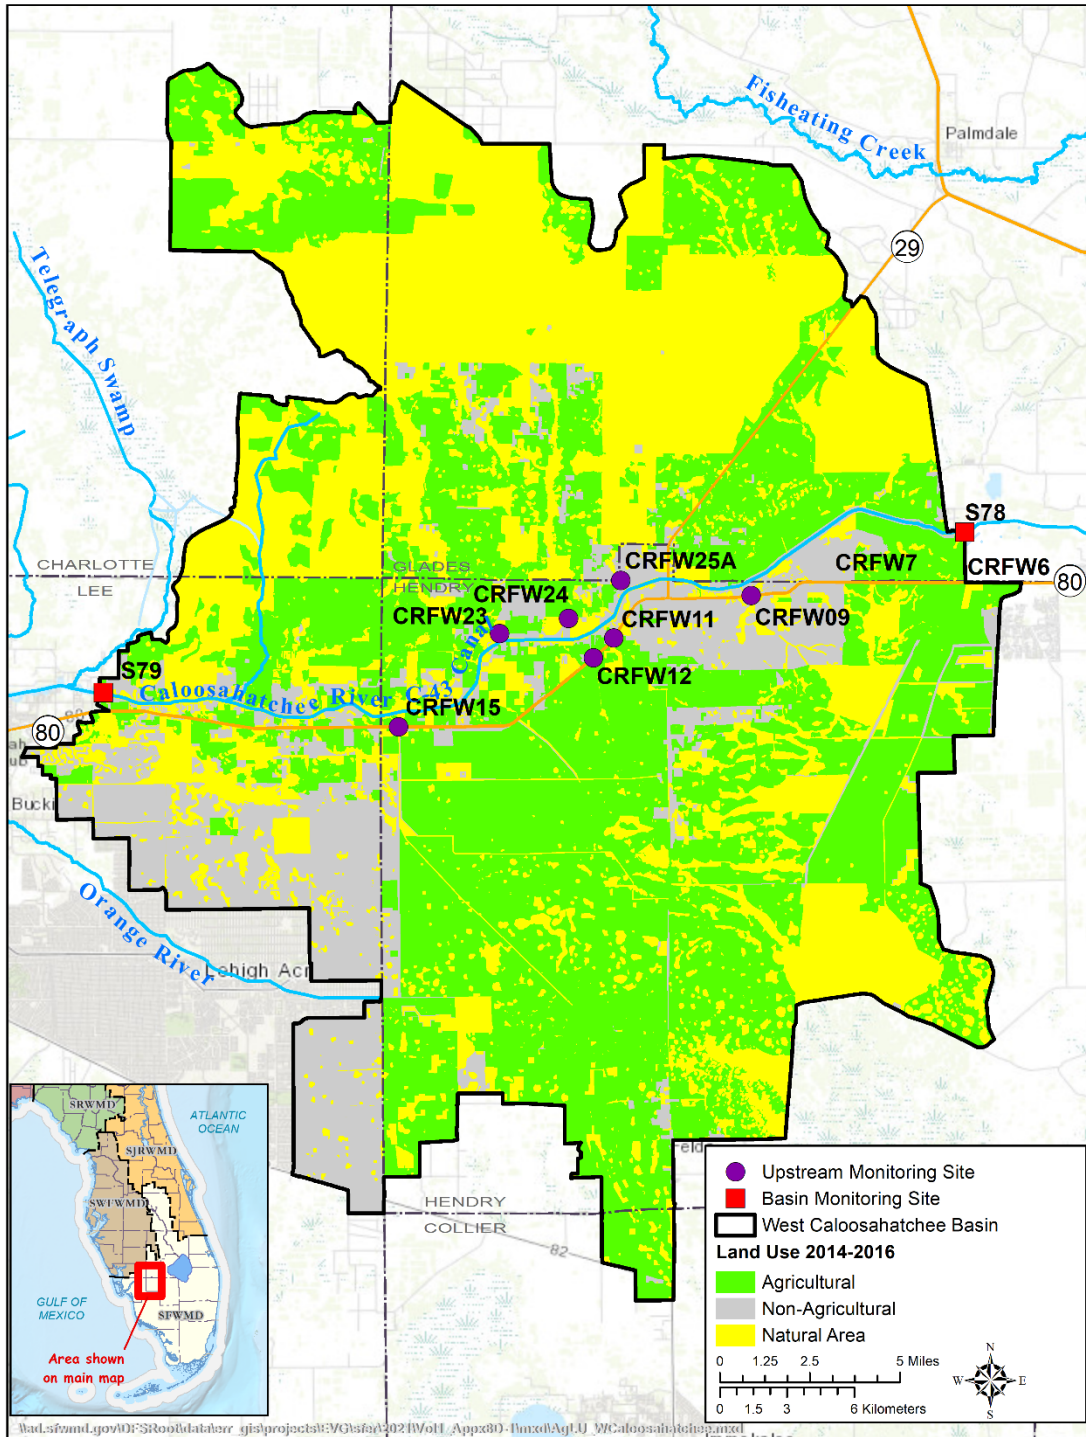 Fisheating Creek
Palmdale
29
Telegraph Swamp
S78
CRFW25A
CRFW7
CRFW6
CHARLOTTE
LEE
GLADES
HENDRY
80
CRFW24
CRFW23
CRFW11
CRFW09
CRFW12
S79
Caloosahatchee River C-43 Canal
CRFW15
80
Bucki
Orange River
Lehigh Acr
HENDRY
COLLIER
82
SRWMD
SJRWMD
SWFWMD
SFWMD
ATLANTIC
OCEAN
GULF OF
MEXICO
Area shown
on main map
Upstream Monitoring Site
Basin Monitoring Site
West Caloosahatchee Basin
Land Use 2014-2016
Agricultural
Non-Agricultural
Natural Area
0 1.25 2.5 5 Miles
0 1.5 3 6 Kilometers
N
W E
S